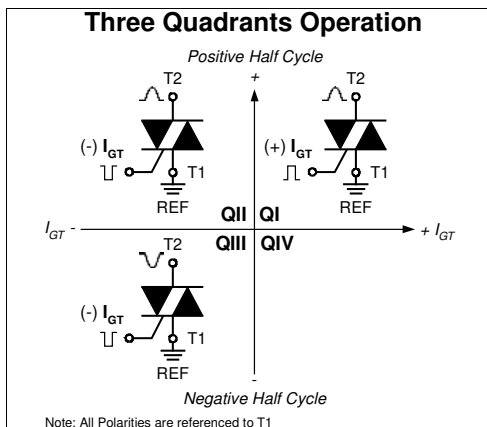 Three Quadrants Operation
Positive Half Cycle
T2 + T2
(-) IGT (+) IGT
T1 T1
REF REF
QII QI
IGT - + IGT
QIII QIV
T2
(-) IGT
T1
REF
-
Negative Half Cycle
Note: All Polarities are referenced to T1